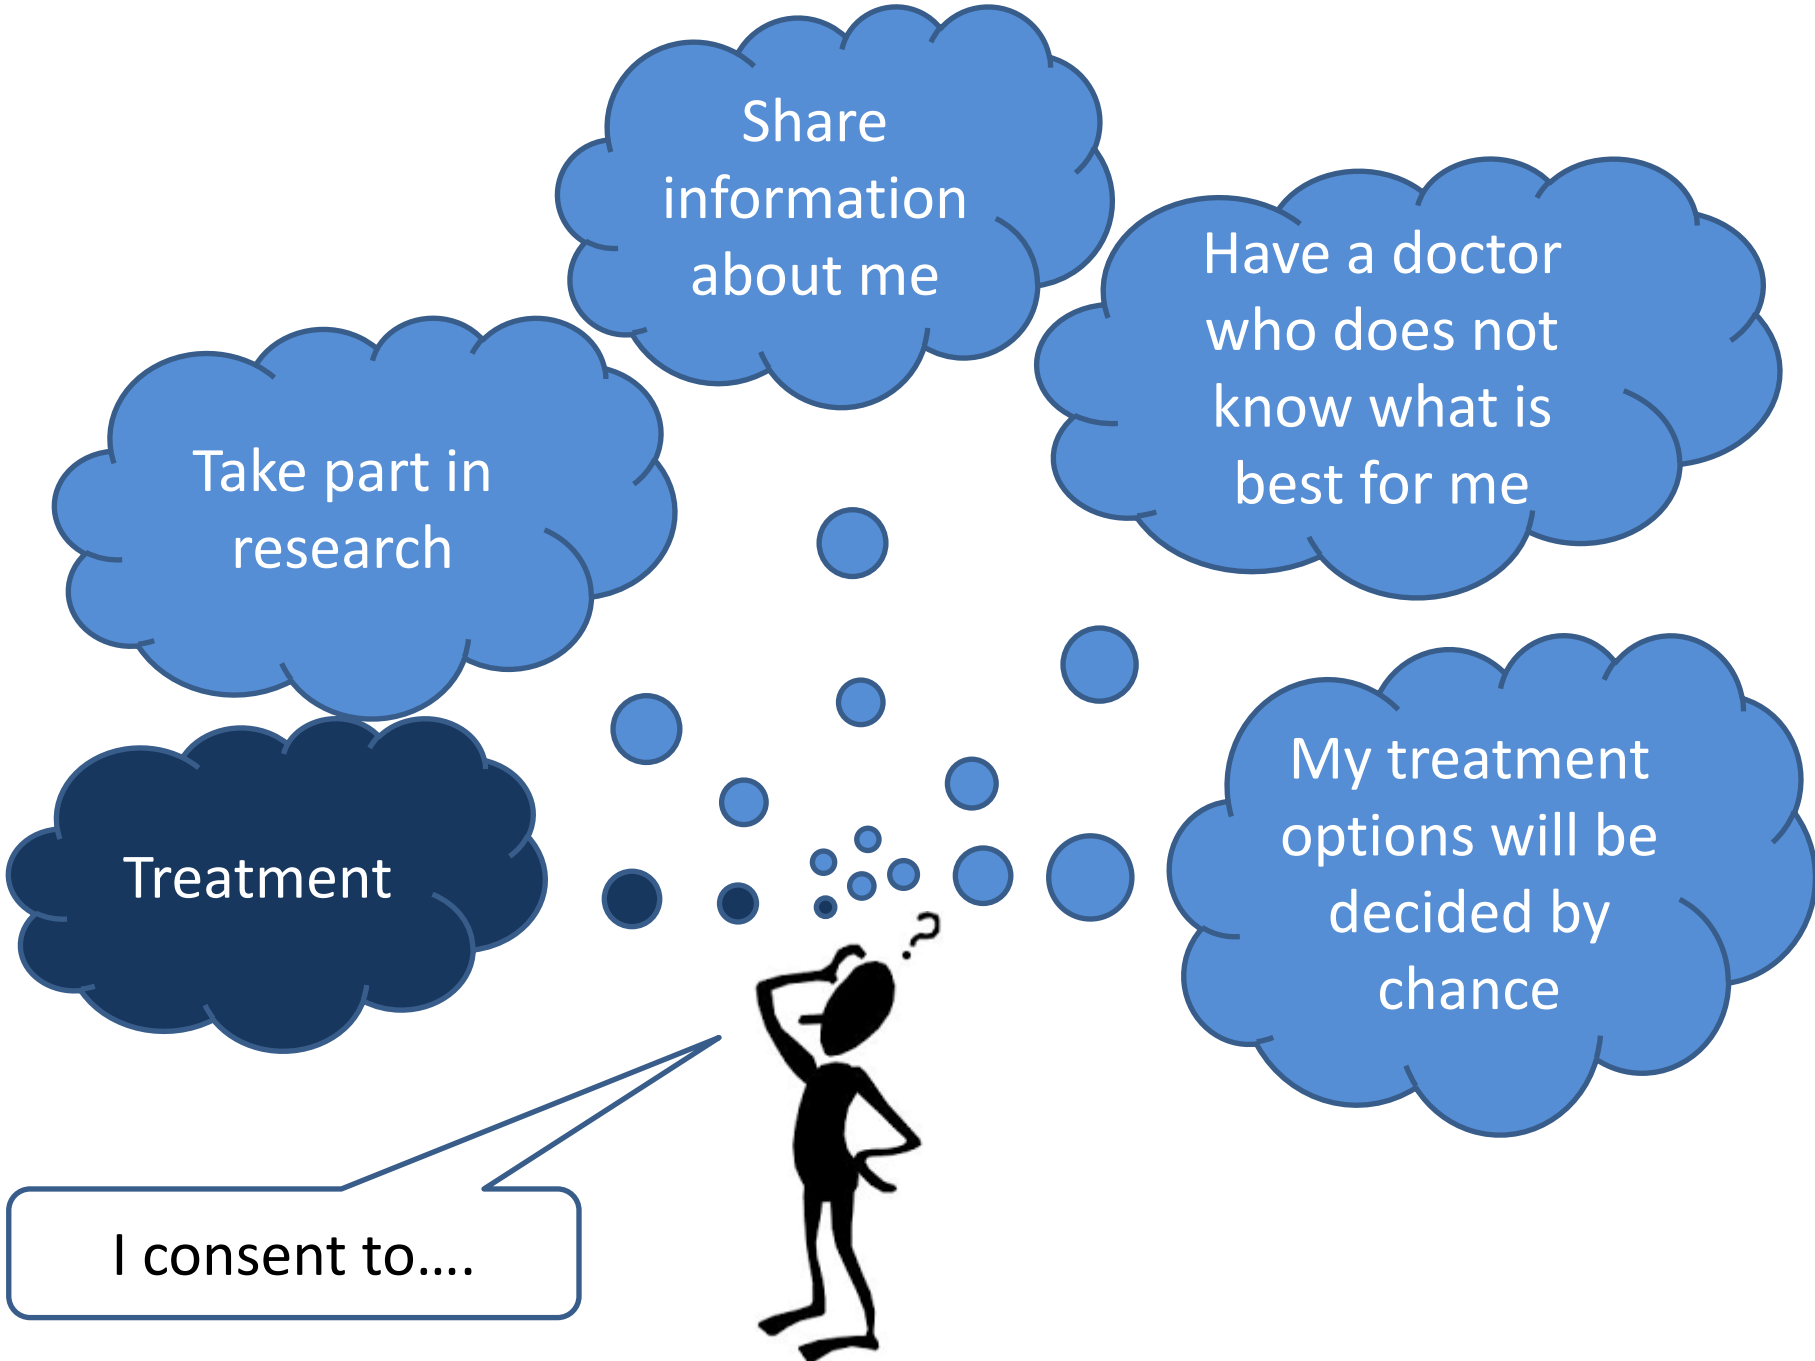 Share
information
about me
Have a doctor
who does not
know what is
best for me
Take part in
research
My treatment
options will be
decided by
chance
Treatment
?
I consent to....